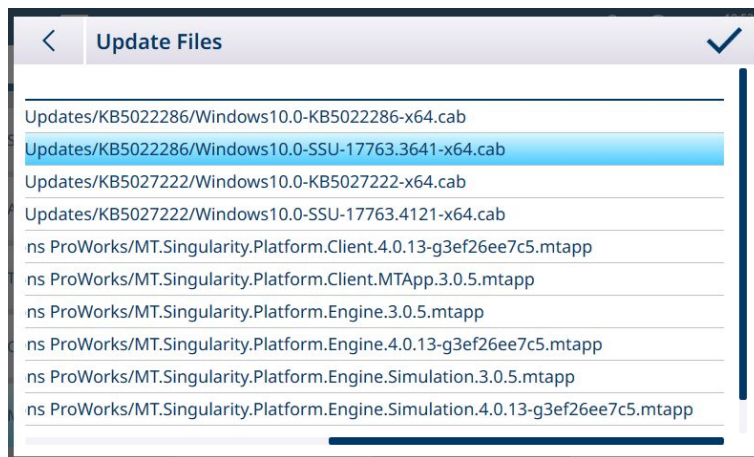 Update Files
Updates/KB5022286/Windows10.0-KB5022286-x64.cab
Updates/KB5022286/Windows10.0-SSU-17763.3641-x64.cab
Updates/KB5027222/Windows10.0-KB5027222-x64.cab
Updates/KB5027222/Windows10.0-SSU-17763.4121-x64.cab
ns ProWorks/MT.Singularity.Platform.Client.4.0.13-g3ef26ee7c5.mtapp
ns ProWorks/MT.Singularity.Platform.Client.MTApp.3.0.5.mtapp
ns ProWorks/MT.Singularity.Platform.Engine.3.0.5.mtapp
ns ProWorks/MT.Singularity.Platform.Engine.4.0.13-g3ef26ee7c5.mtapp
ns ProWorks/MT.Singularity.Platform.Engine.Simulation.3.0.5.mtapp
ns ProWorks/MT.Singularity.Platform.Engine.Simulation.4.0.13-g3ef26ee7c5.mtapp